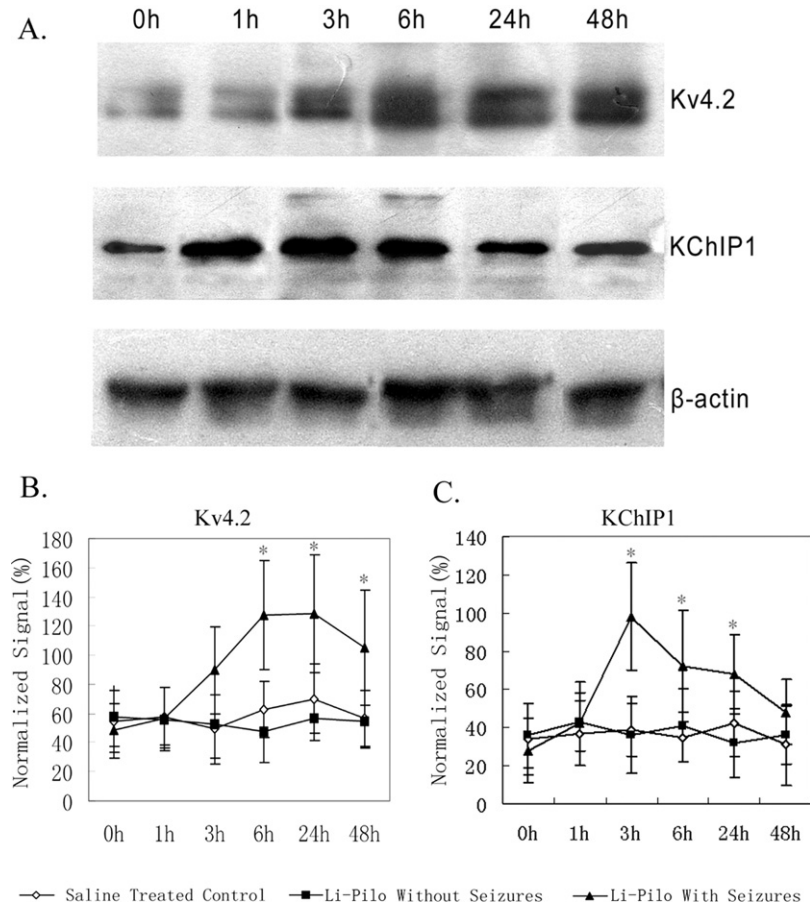 A.
0h 1h 3h 6h 24h 48h
Kv4.2
KChIP1
β-actin
B.
Kv4.2
Normalized Signal(%)
180
160
140
120
100
80
60
40
20
0
* * *
0h 1h 3h 6h 24h 48h
C.
KChIP1
Normalized Signal(%)
140
120
100
80
60
40
20
0
* * *
0h 1h 3h 6h 24h 48h
Saline Treated Control Li-Pilo Without Seizures Li-Pilo With Seizures